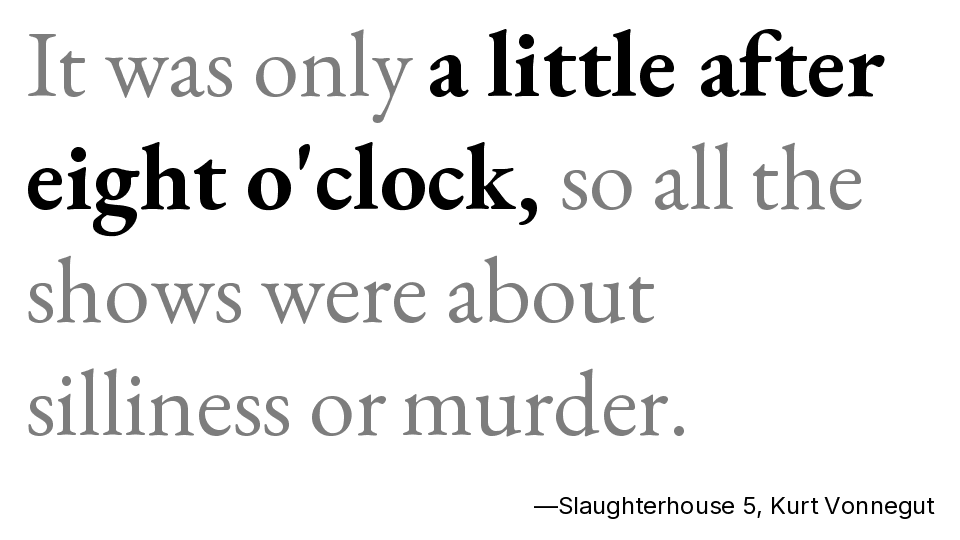 It was only a little after
eight o'clock, so all the
shows were about
silliness or murder.
—Slaughterhouse 5, Kurt Vonnegut